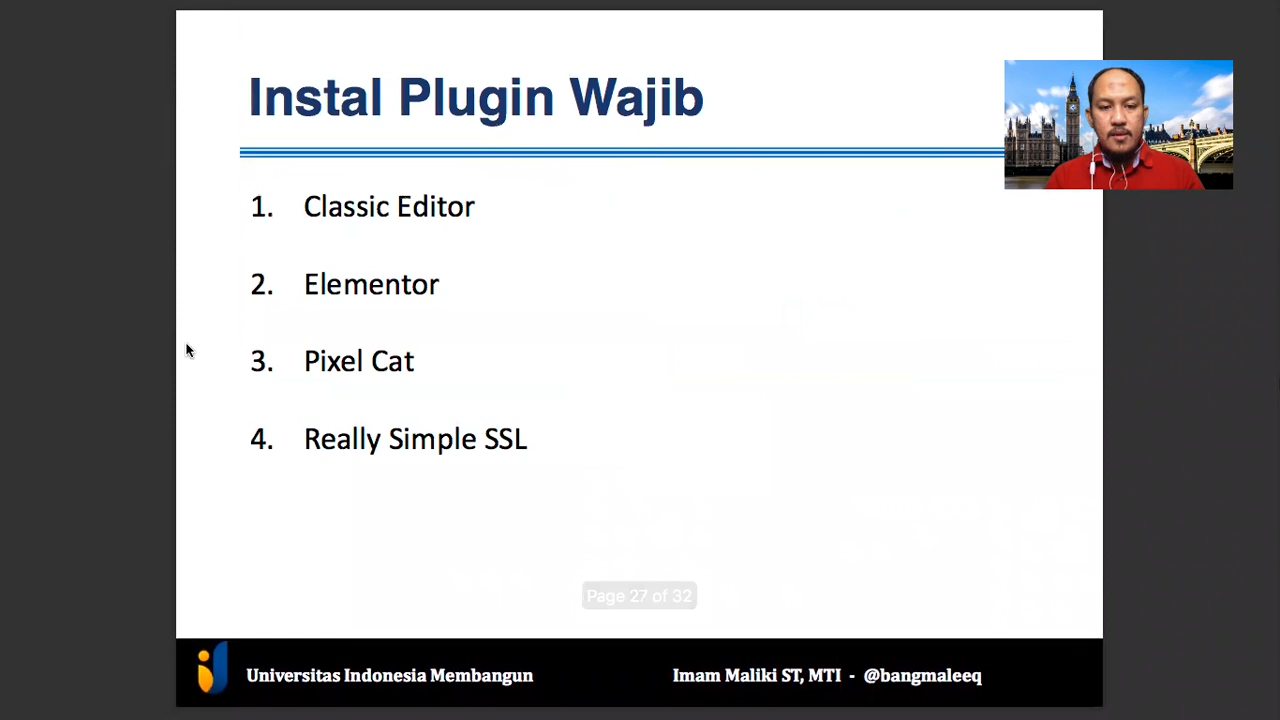 Instal Plugin Wajib
1. Classic Editor
2. Elementor
3. Pixel Cat
4. Really Simple SSL
Page 27 of 32
Universitas Indonesia Membangun
Imam Maliki ST, MTI - @bangmaleeq